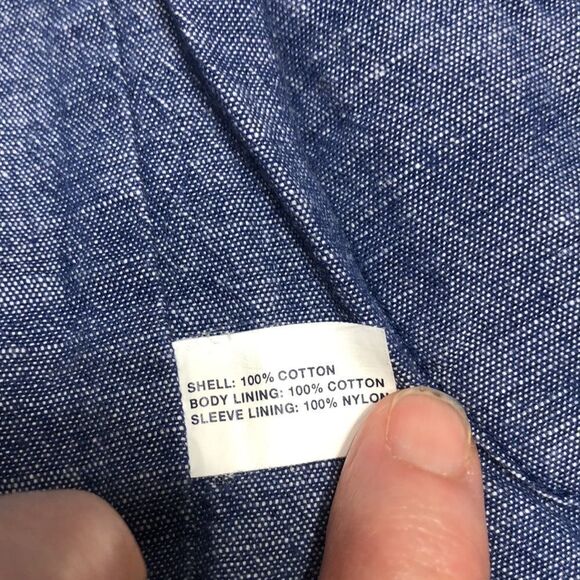 SHELL: 100% COTTON
BODY LINING: 100% COTTON
SLEEVE LINING: 100% NYLON